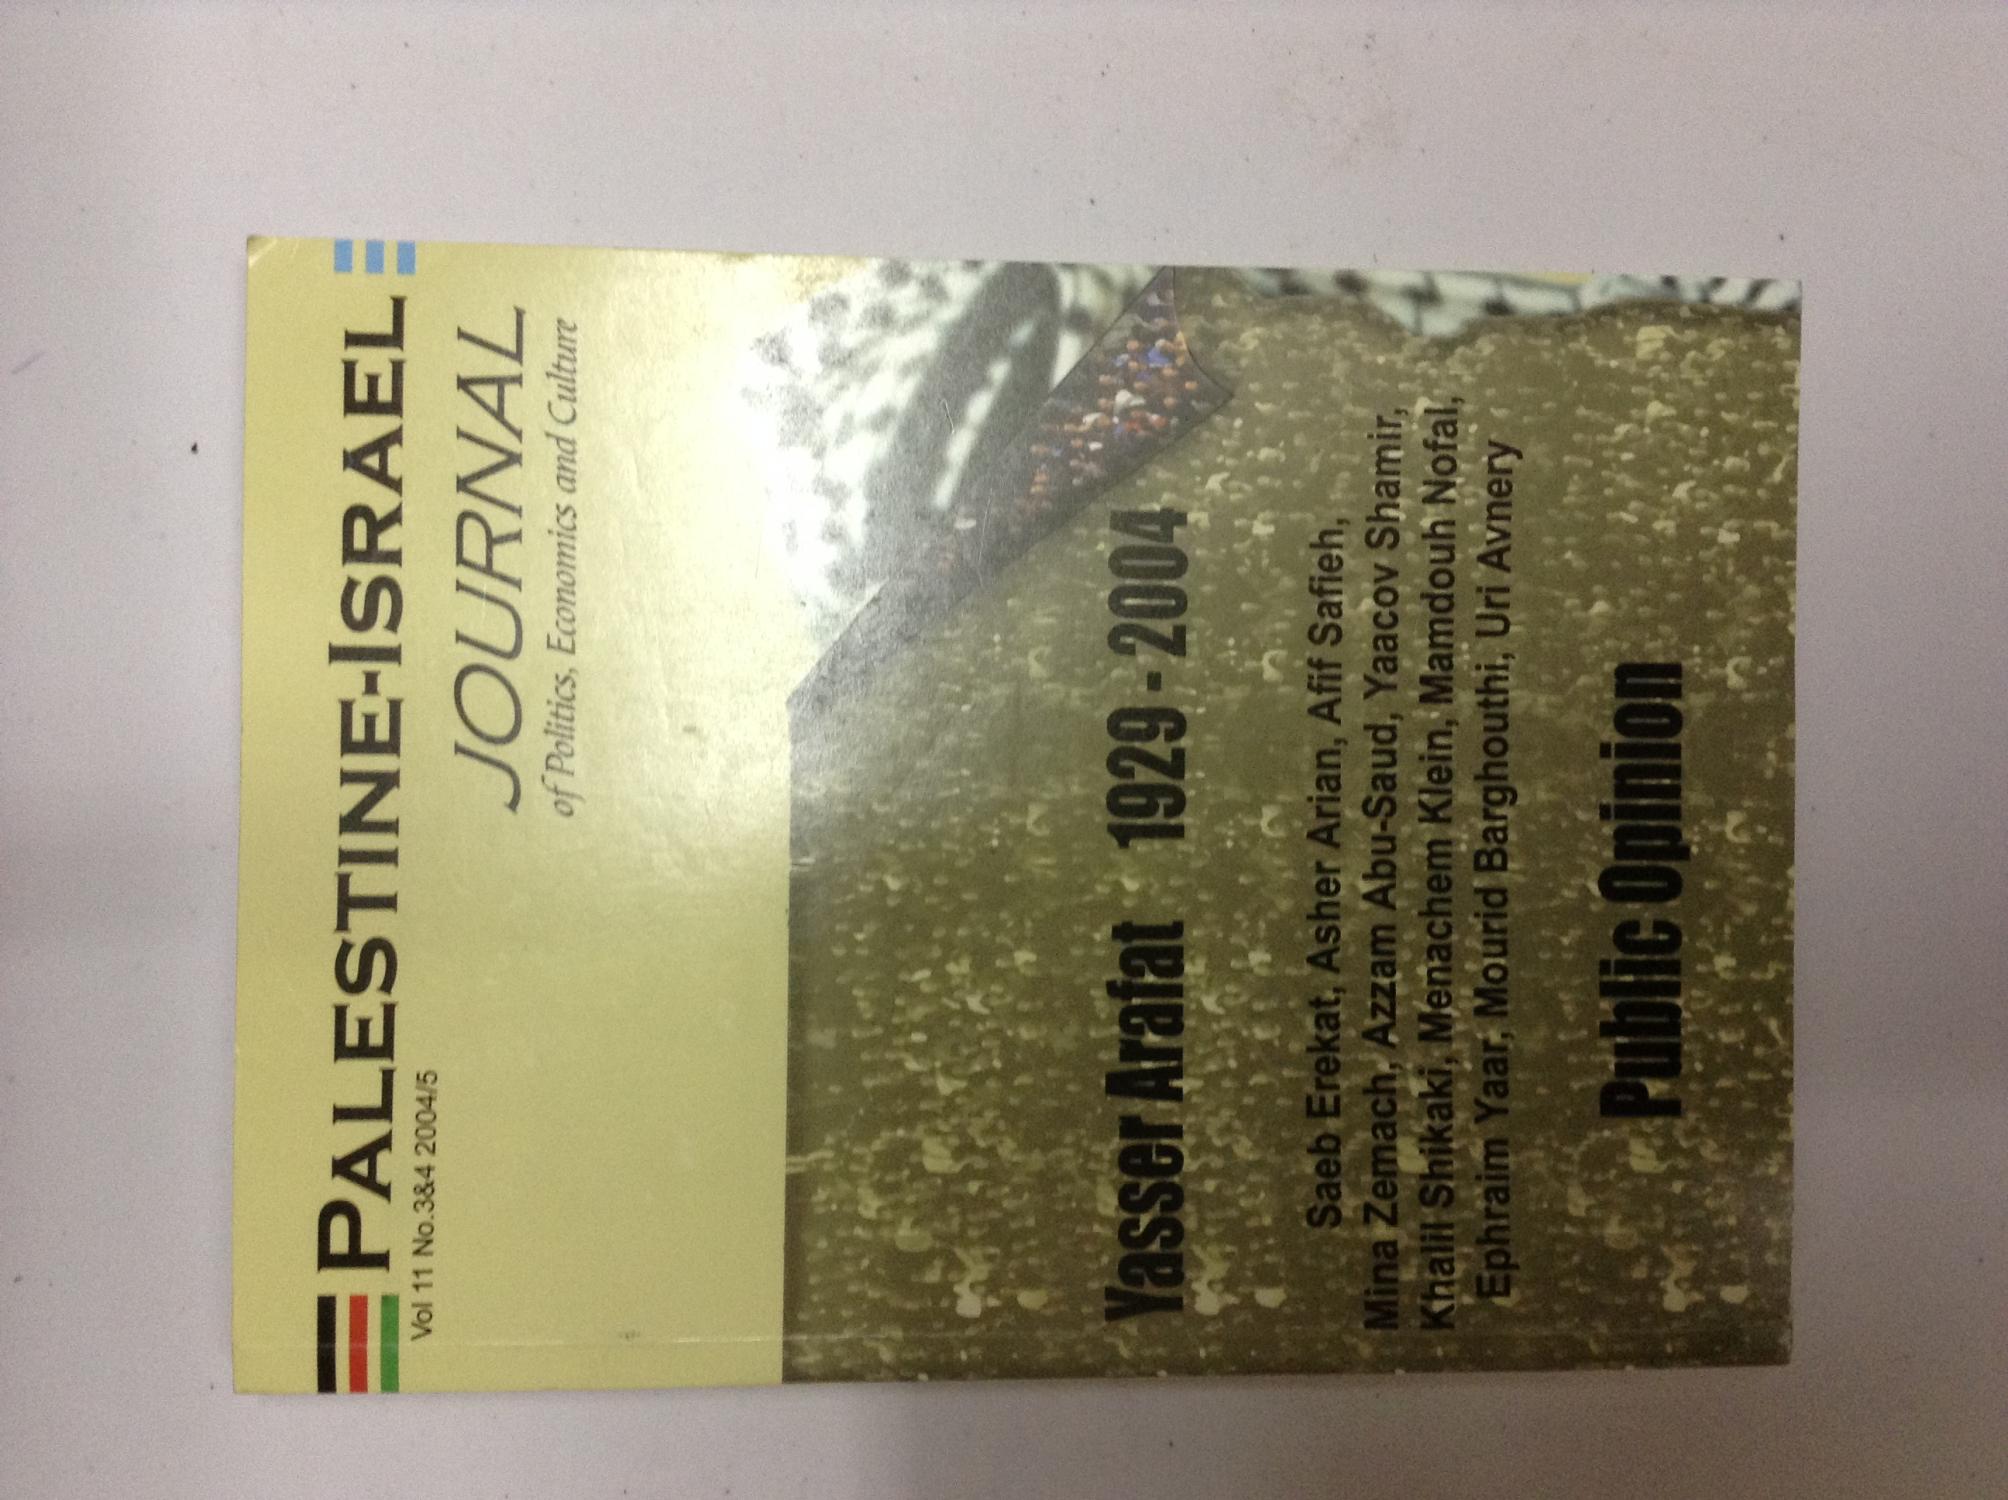 PALESTINE-ISRAEL
Vol 11 No.3&4 2004/5
JOURNAL
of Politics, Economics and Culture
Yasser Arafat 1929 - 2004
Saeb Erekat, Asher Arian, Afif Safieh,
Mina Zemach, Azzam Abu-Saud, Yaacov Shamir,
Khalil Shikaki, Menachem Klein, Mamdouh Nofal,
Ephraim Yaar, Mourid Barghouthi, Uri Avnery
Public Opinion